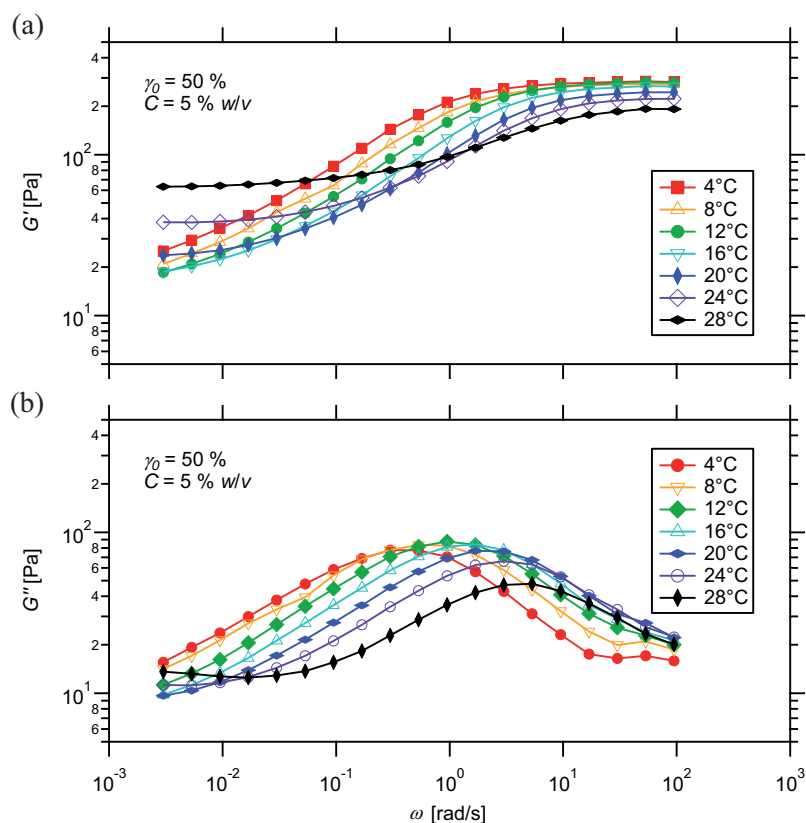 (a)
4
2
10²
8
6
4
2
10¹
8
6
G' [Pa]
γ₀ = 50 %
C = 5 % w/v
4°C
8°C
12°C
16°C
20°C
24°C
28°C
(b)
4
2
10²
8
6
4
2
10¹
8
6
G" [Pa]
γ₀ = 50 %
C = 5 % w/v
4°C
8°C
12°C
16°C
20°C
24°C
28°C
10⁻³ 10⁻² 10⁻¹ 10⁰ 10¹ 10² 10³
ω [rad/s]